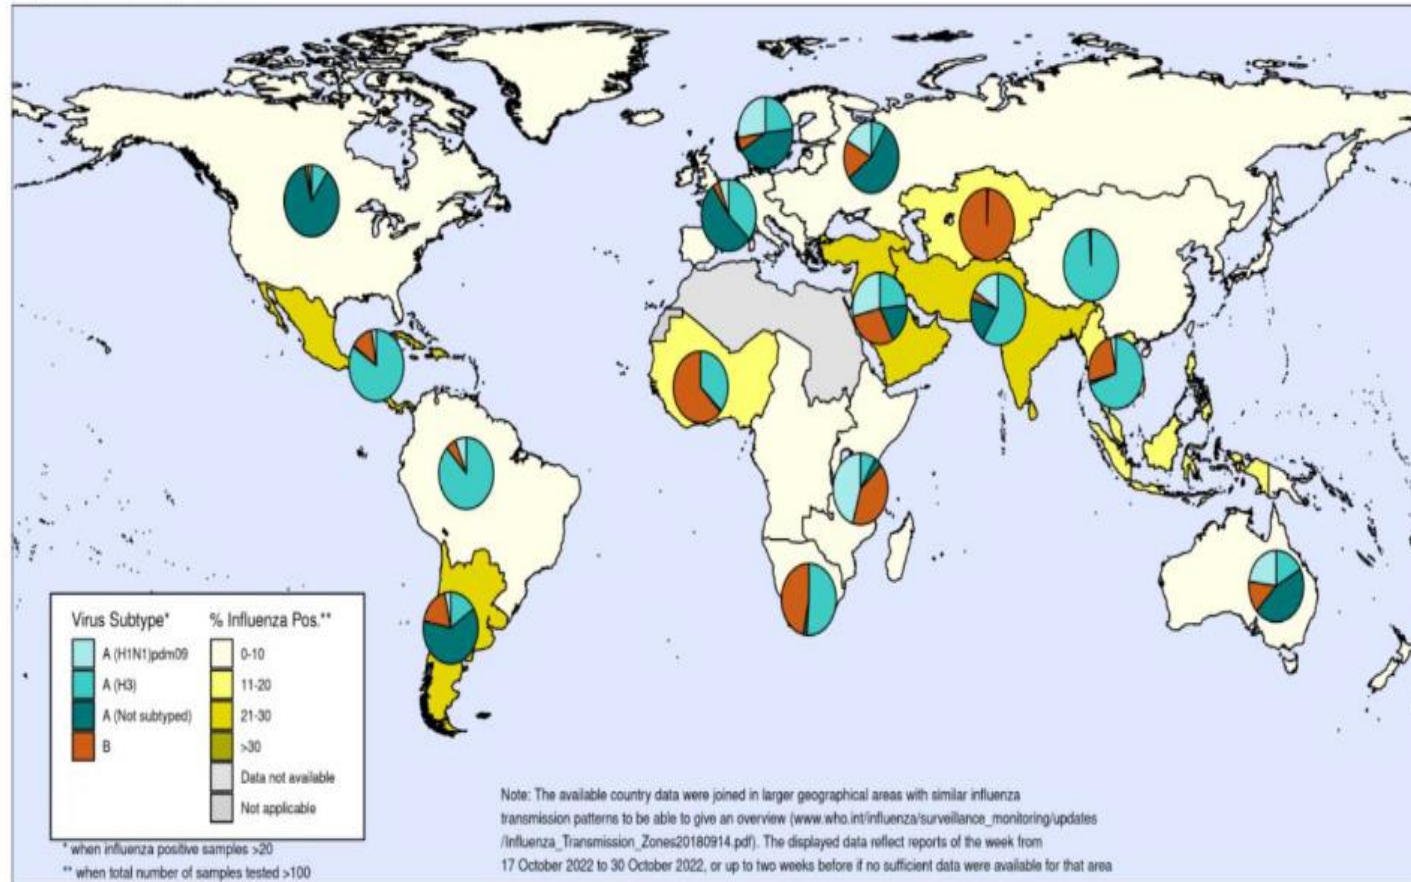 Virus Subtype*
A (H1N1)pdm09
A (H3)
A (Not subtyped)
B
% Influenza Pos.**
0-10
11-20
21-30
>30
Data not available
Not applicable
* when influenza positive samples >20
** when total number of samples tested >100
Note: The available country data were joined in larger geographical areas with similar influenza
transmission patterns to be able to give an overview (www.who.int/influenza/surveillance_monitoring/updates
/Influenza_Transmission_Zones20180914.pdf). The displayed data reflect reports of the week from
17 October 2022 to 30 October 2022, or up to two weeks before if no sufficient data were available for that area